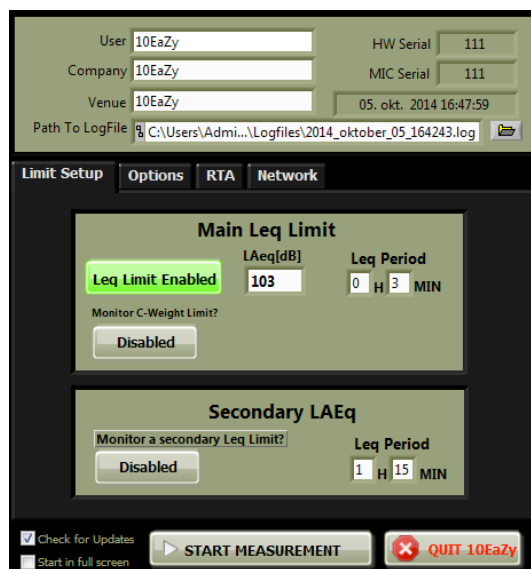 User 10EaZy HW Serial 111
Company 10EaZy MIC Serial 111
Venue 10EaZy 05. okt. 2014 16:47:59
Path To LogFile C:\Users\Admi...\Logfiles\2014_oktober_05_164243.log
Limit Setup Options RTA Network
Main Leq Limit
LAeq[dB] Leq Period
Leq Limit Enabled 103 0 H 3 MIN
Monitor C-Weight Limit?
Disabled
Secondary LAEq
Monitor a secondary Leq Limit? Leq Period
Disabled 1 H 15 MIN
Check for Updates
Start in full screen
START MEASUREMENT
QUIT 10EaZy